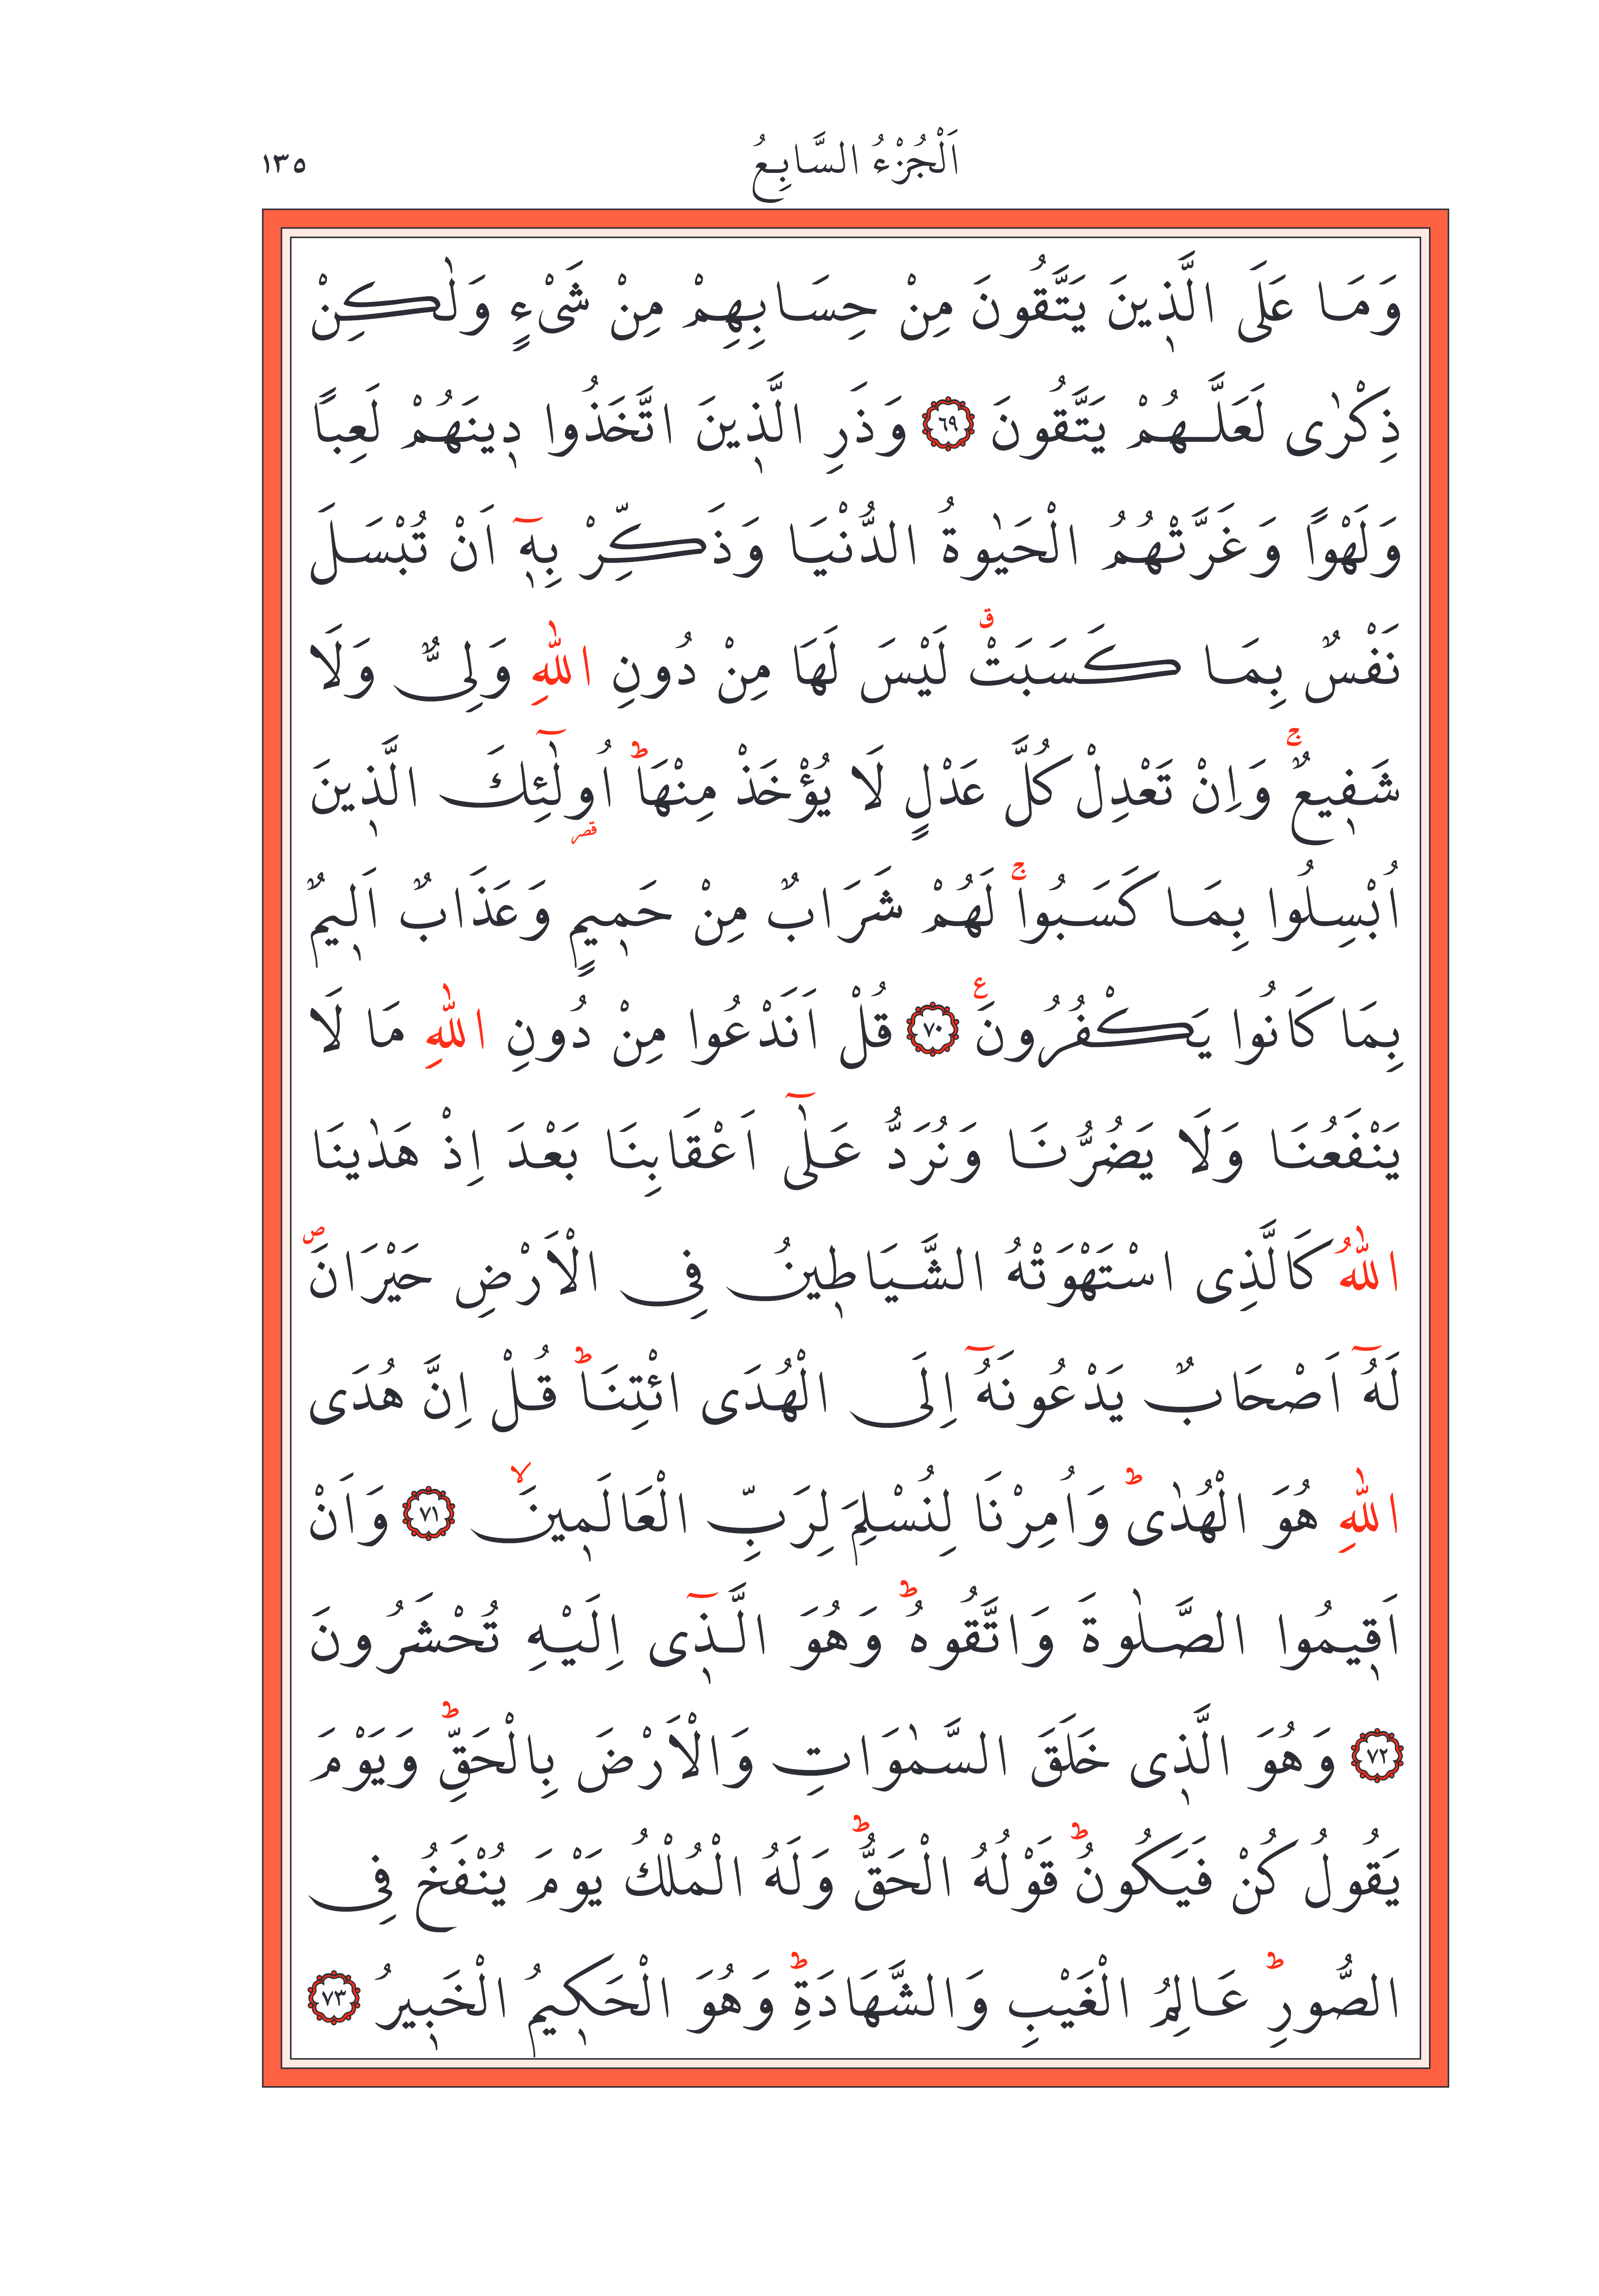 اَلْجُزْءُ السَّابِعُ ١٣٥
وَمَا عَلَى الَّذ۪ينَ يَتَّقُونَ مِنْ حِسَابِهِمْ مِنْ شَیْءٍ وَلٰكِنْ
ذِكْرٰى لَعَلَّهُمْ يَتَّقُونَ ﴿٦٩﴾ وَذَرِ الَّذ۪ينَ اتَّخَذُوا د۪ينَهُمْ لَعِباً
وَلَهْواً وَغَرَّتْهُمُ الْحَيٰوةُ الدُّنْيَا وَذَكِّرْ بِه۪ٓ اَنْ تُبْسَلَ
نَفْسٌ بِمَا كَسَبَتْۗ لَيْسَ لَهَا مِنْ دُونِ اللّٰهِ وَلِیٌّ وَلَا
شَف۪يعٌۚ وَاِنْ تَعْدِلْ كُلَّ عَدْلٍ لَا يُؤْخَذْ مِنْهَاؕ اُو۬لٰٓئِكَ الَّذ۪ينَ
اُبْسِلُوا بِمَا كَسَبُواۚ لَهُمْ شَرَابٌ مِنْ حَم۪يمٍ وَعَذَابٌ اَل۪يمٌ
بِمَا كَانُوا يَكْفُرُونَ۟ ﴿٧٠﴾ قُلْ اَنَدْعُوا مِنْ دُونِ اللّٰهِ مَا لَا
يَنْفَعُنَا وَلَا يَضُرُّنَا وَنُرَدُّ عَلٰٓى اَعْقَابِنَا بَعْدَ اِذْ هَدٰينَا
اللّٰهُ كَالَّذِى اسْتَهْوَتْهُ الشَّيَاط۪ينُ فِى الْاَرْضِ حَيْرَانَۖ
لَهُٓ اَصْحَابٌ يَدْعُونَهُٓ اِلَى الْهُدَى ائْتِنَاؕ قُلْ اِنَّ هُدَى
اللّٰهِ هُوَ الْهُدٰىؕ وَاُمِرْنَا لِنُسْلِمَ لِرَبِّ الْعَالَم۪ينَۙ ﴿٧١﴾ وَاَنْ
اَق۪يمُوا الصَّلٰوةَ وَاتَّقُوهُؕ وَهُوَ الَّذ۪ٓى اِلَيْهِ تُحْشَرُونَ
﴿٧٢﴾ وَهُوَ الَّذ۪ى خَلَقَ السَّمٰوَاتِ وَالْاَرْضَ بِالْحَقِّؕ وَيَوْمَ
يَقُولُ كُنْ فَيَكُونُؕ قَوْلُهُ الْحَقُّؕ وَلَهُ الْمُلْكُ يَوْمَ يُنْفَخُ فِى
الصُّورِؕ عَالِمُ الْغَيْبِ وَالشَّهَادَةِؕ وَهُوَ الْحَك۪يمُ الْخَب۪يرُ ﴿٧٣﴾